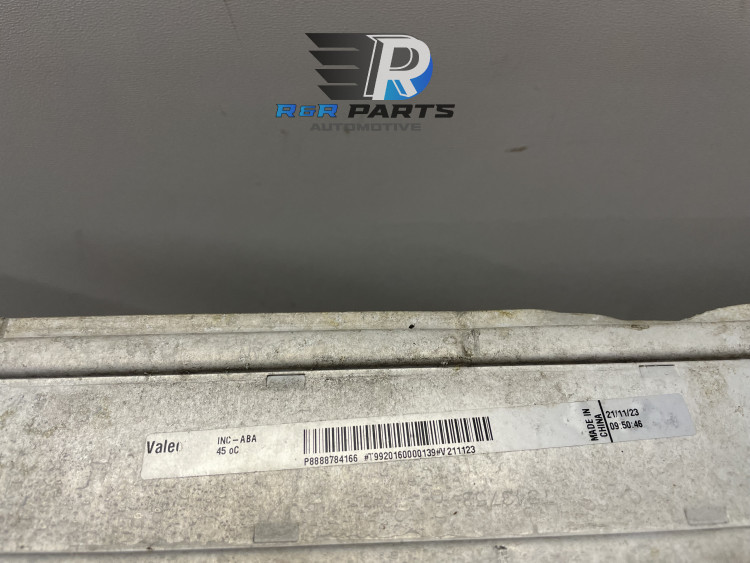 R
R&R PARTS
AUTOMOTIVE
Valeo
INC-ABA
45 oC
P8888784166 #T9920160000139#V211123
MADE IN
CHINA
21/11/23
09 50:46